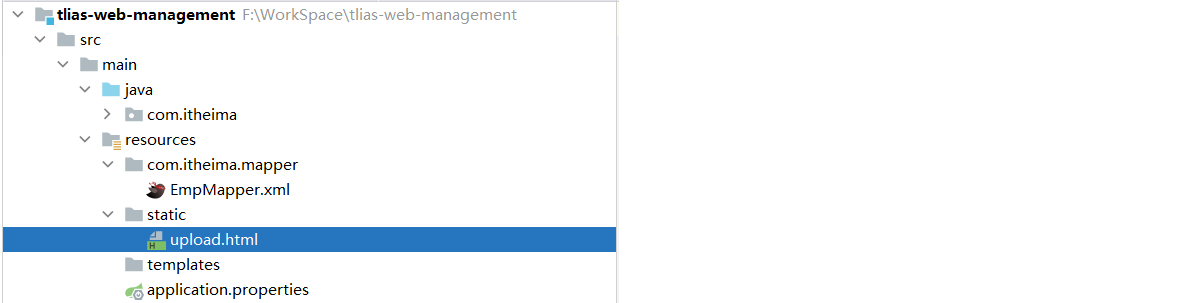 tlias-web-management F:\WorkSpace\tlias-web-management
src
main
java
com.itheima
resources
com.itheima.mapper
EmpMapper.xml
static
upload.html
templates
application.properties